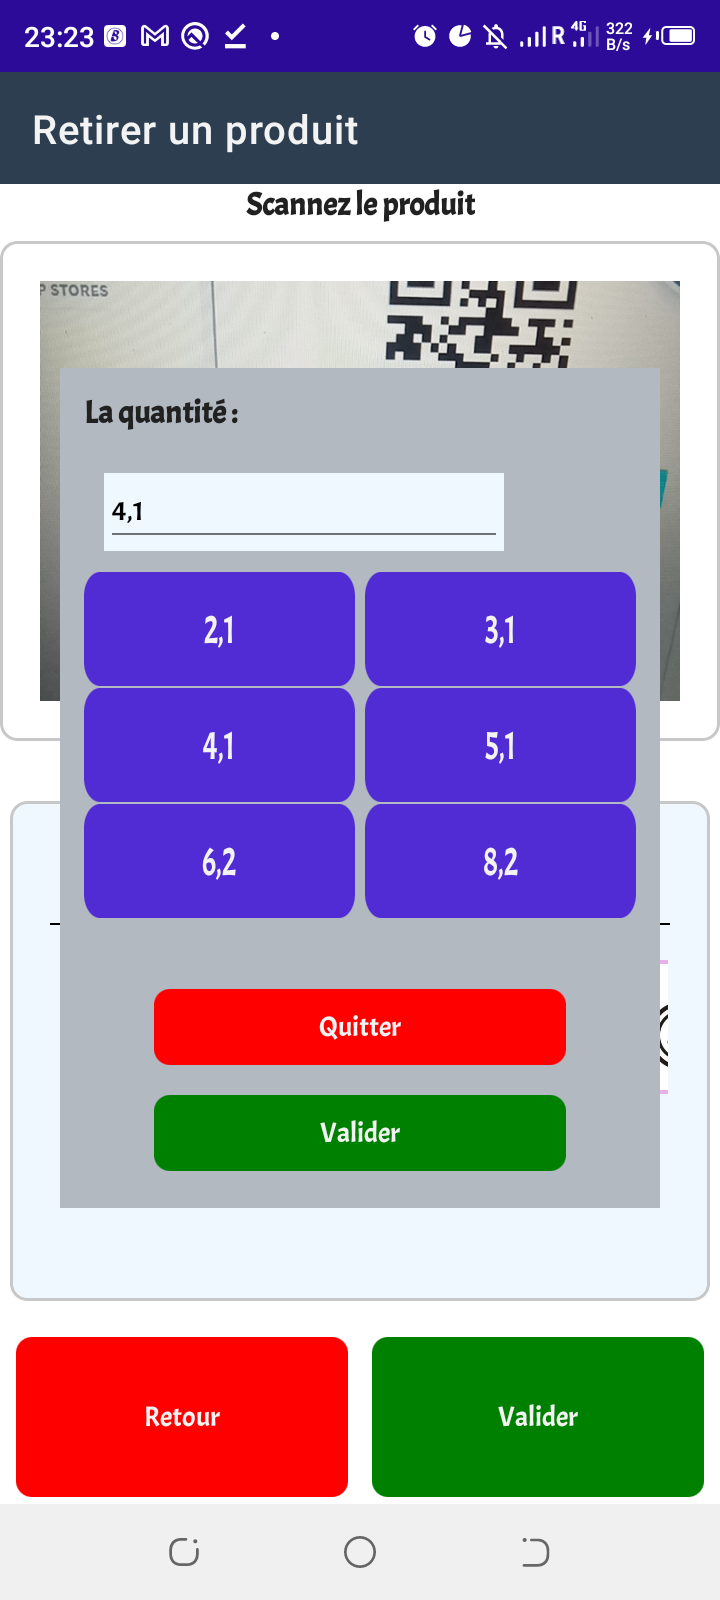 23:23
R 4G 322 B/s
Retirer un produit
Scannez le produit
P STORES
La quantité :
4,1
2,1
3,1
4,1
5,1
6,2
8,2
Quitter
Valider
Retour
Valider